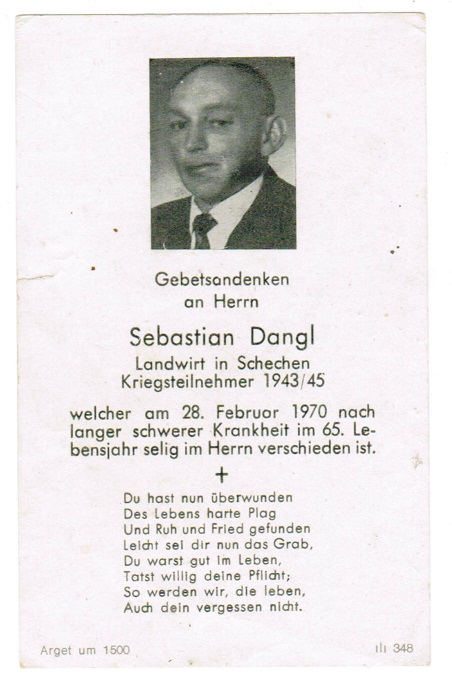 Gebetsandenken
an Herrn
Sebastian Dangl
Landwirt in Schechen
Kriegsteilnehmer 1943/45
welcher am 28. Februar 1970 nach
langer schwerer Krankheit im 65. Le-
bensjahr selig im Herrn verschieden ist.
Du hast nun überwunden
Des Lebens harte Plag
Und Ruh und Fried gefunden
Leicht sei dir nun das Grab,
Du warst gut im Leben,
Tatst willig deine Pflicht;
So werden wir, die leben,
Auch dein vergessen nicht.
Arget um 1500
348